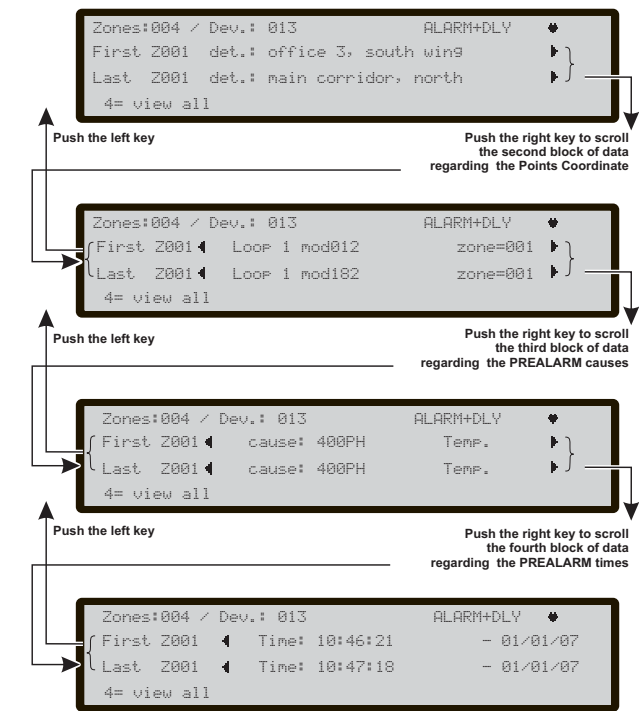 Zones:004 / Dev.: 013 ALARM+DLY
First Z001 det.: office 3, south wing
Last Z001 det.: main corridor, north
4= view all
Push the left key
Push the right key to scroll
the second block of data
regarding the Points Coordinate
Zones:004 / Dev.: 013 ALARM+DLY
First Z001 Loop 1 mod012 zone=001
Last Z001 Loop 1 mod182 zone=001
4= view all
Push the left key
Push the right key to scroll
the third block of data
regarding the PREALARM causes
Zones:004 / Dev.: 013 ALARM+DLY
First Z001 cause: 400PH Temp.
Last Z001 cause: 400PH Temp.
4= view all
Push the left key
Push the right key to scroll
the fourth block of data
regarding the PREALARM times
Zones:004 / Dev.: 013 ALARM+DLY
First Z001 Time: 10:46:21 - 01/01/07
Last Z001 Time: 10:47:18 - 01/01/07
4= view all